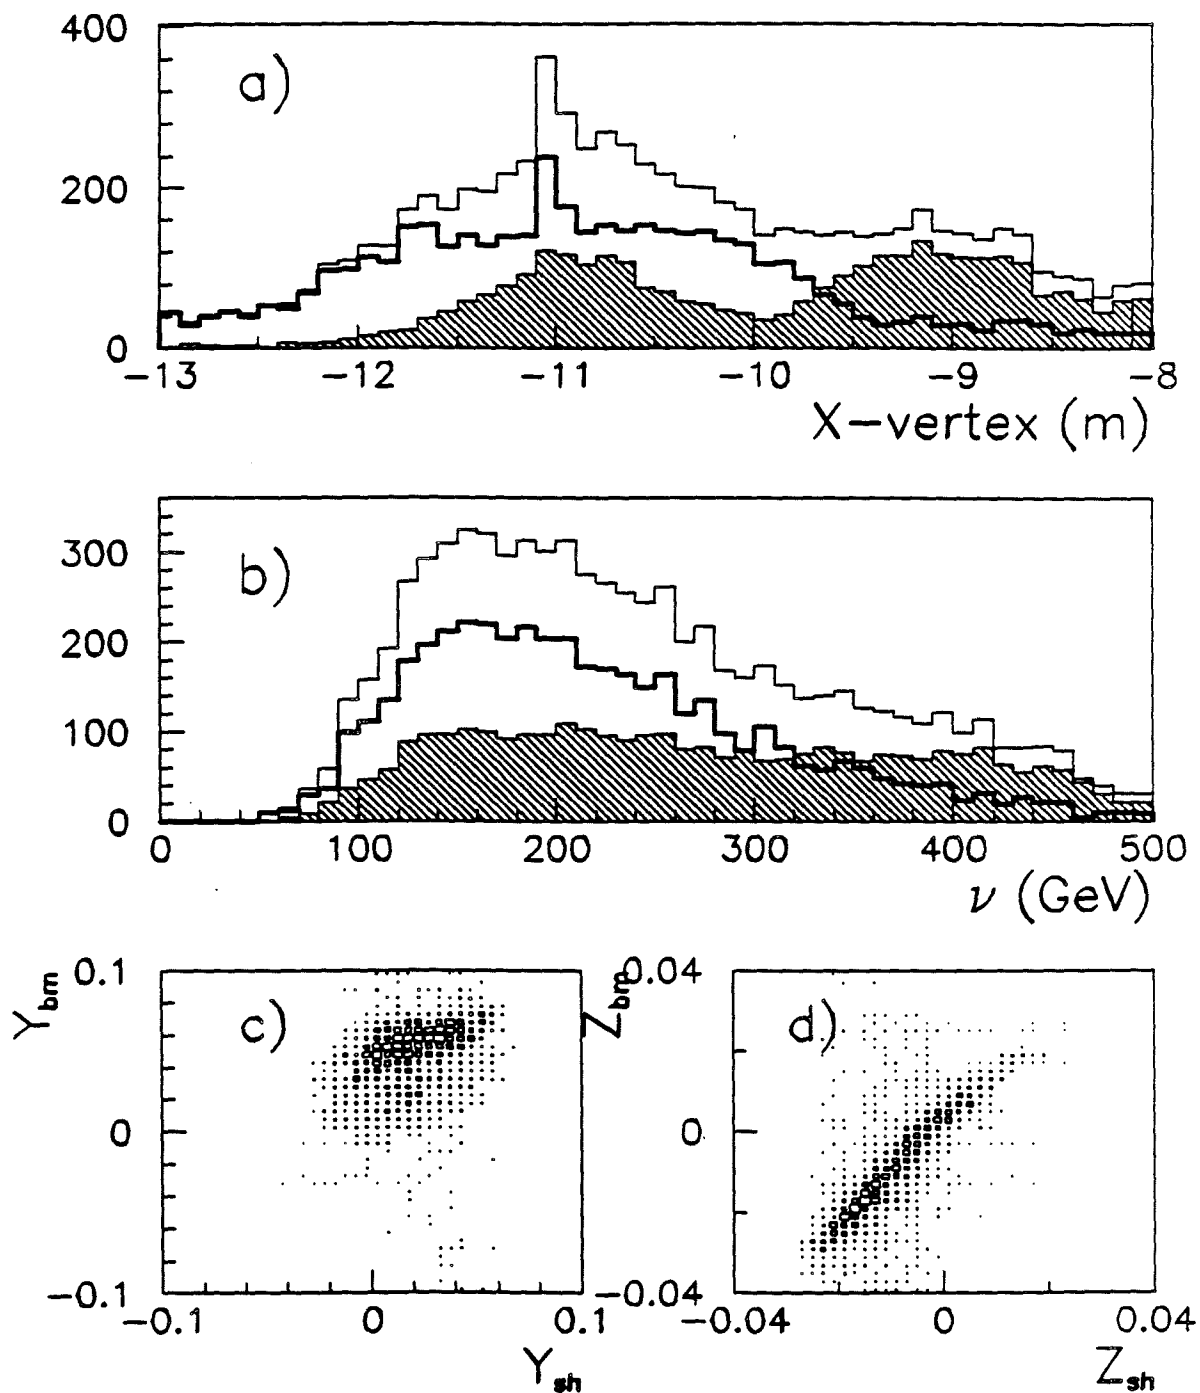 400
a)
200
0
−13 −12 −11 −10 −9 −8
X−vertex (m)
300
b)
200
100
0
0 100 200 300 400 500
ν (GeV)
Y_bm 0.1
c)
0
−0.1
−0.1 0 0.1
Y_sh
Z_bm 0.04
d)
0
−0.04
−0.04 0 0.04
Z_sh